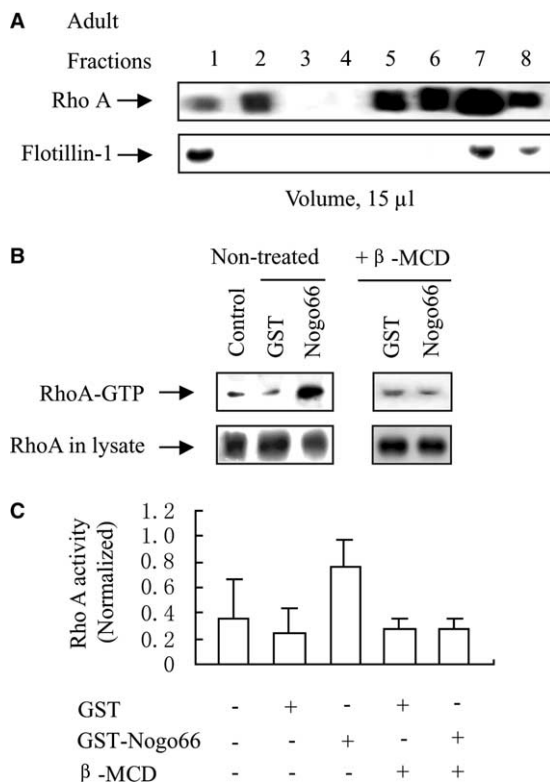 A Adult
Fractions 1 2 3 4 5 6 7 8
Rho A
Flotillin-1
Volume, 15 µl
B Non-treated + β -MCD
Control GST Nogo66 GST Nogo66
RhoA-GTP
RhoA in lysate
C
Rho A activity
(Normalized)
1. 2
1. 0
0. 8
0. 6
0. 4
0. 2
0
GST - + - + -
GST-Nogo66 - - + - +
β -MCD - - - + +